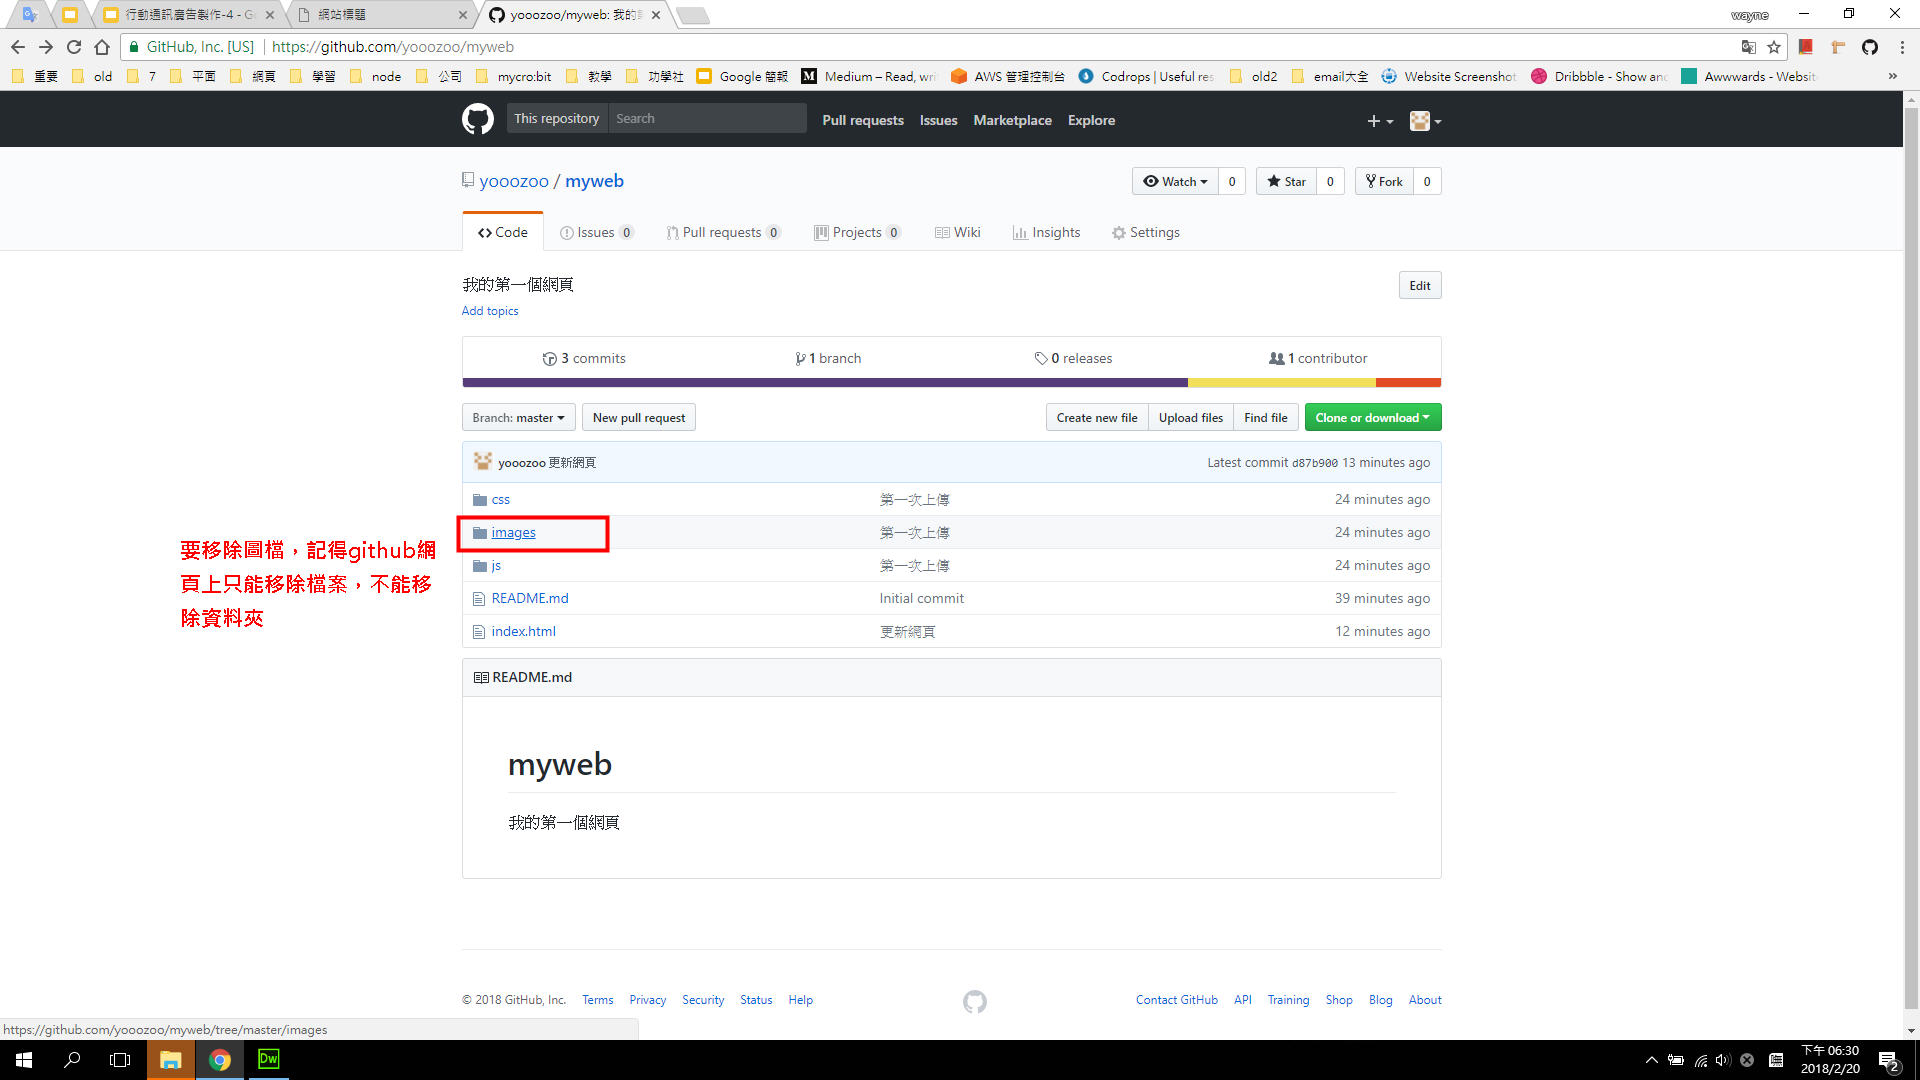 行動通訊廣告製作-4 - G
網站標題
yooozoo/myweb: 我的
wayne
GitHub, Inc. [US]
https://github.com/yooozoo/myweb
重要 old 7 平面 網頁 學習 node 公司 mycro:bit 教學 功學社 Google 簡報 Medium – Read, wri AWS 管理控制台 Codrops | Useful res old2 email大全 Website Screenshot Dribbble - Show and Awwwards - Websit
This repository Search Pull requests Issues Marketplace Explore
yooozoo / myweb
Watch 0 Star 0 Fork 0
Code Issues 0 Pull requests 0 Projects 0 Wiki Insights Settings
我的第一個網頁
Edit
Add topics
3 commits 1 branch 0 releases 1 contributor
Branch: master New pull request Create new file Upload files Find file Clone or download
yooozoo 更新網頁 Latest commit d87b900 13 minutes ago
css 第一次上傳 24 minutes ago
images 第一次上傳 24 minutes ago
要移除圖檔，記得github網
頁上只能移除檔案，不能移
除資料夾
js 第一次上傳 24 minutes ago
README.md Initial commit 39 minutes ago
index.html 更新網頁 12 minutes ago
README.md
myweb
我的第一個網頁
© 2018 GitHub, Inc. Terms Privacy Security Status Help Contact GitHub API Training Shop Blog About
https://github.com/yooozoo/myweb/tree/master/images
Dw
下午 06:30
2018/2/20
2